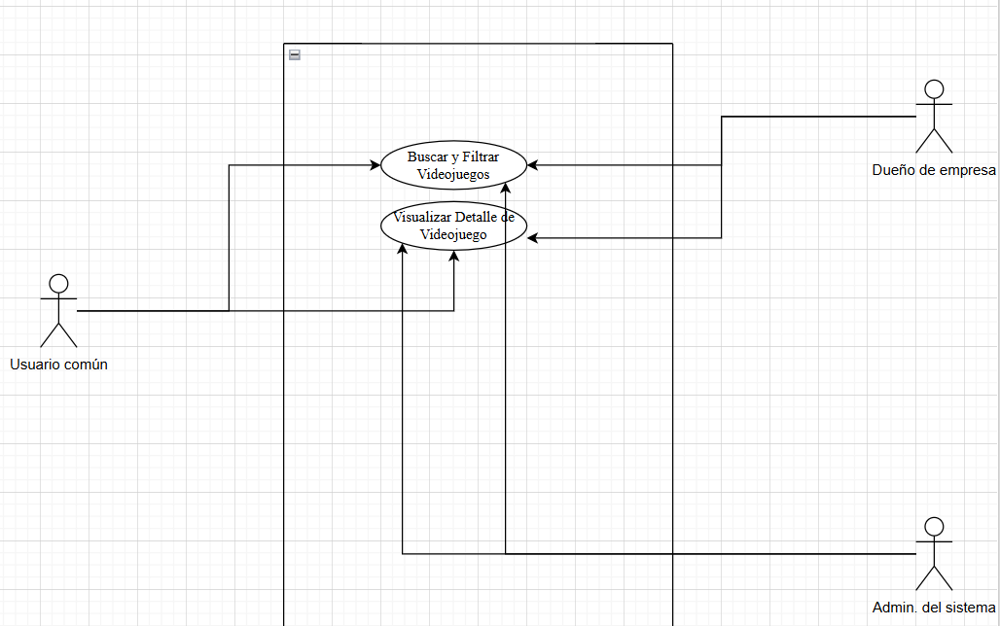 Buscar y Filtrar
Videojuegos
Visualizar Detalle de
Videojuego
Dueño de empresa
Usuario común
Admin. del sistema